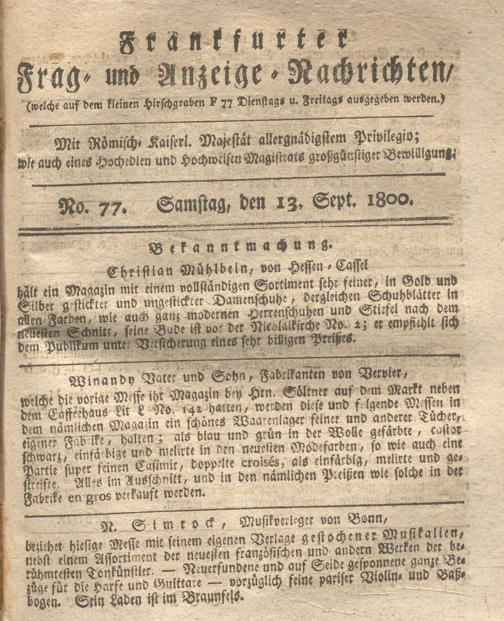 Frankfurter
Frag- und Anzeige-Nachrichten,
(welche auf dem kleinen Hirschgraben F 77 Dienstags u. Freitags ausgegeben werden.)
Mit Römisch- Kaiserl. Majestät allergnädigstem Privilegio;
wie auch eines Hochedlen und Hochweisen Magistrats großgünstiger Bewilligung.
No. 77. Samstag, den 13. Sept. 1800.
Bekanntmachung.
Christian Mühlbein, von Hessen-Cassel
hält ein Magazin mit einem vollständigen Sortiment sehr feiner, in Gold und
Silber gestickter und ungestickter Damenschuhe, dergleichen Schuhblätter in
allen Farben, wie auch ganz modernen Herrenschuhen und Stiefel nach dem
neuesten Schnitt, seine Bude ist vor der Nicolaikirche No. 2; er empfiehlt sich
dem Publikum unter Versicherung eines sehr billigen Preißes.
Winandy Vater und Sohn, Fabrikanten von Vervier,
welche die vorige Messe ihr Magazin bey Hrn. Söltner auf dem Markt neben
dem Caffeehaus Lit L No. 142 hatten, werden diese und folgende Messen in
dem nämlichen Magazin ein schönes Waarenlager feiner und anderer Tücher,
eigener Fabrike, halten; als blau und grün in der Wolle gefärbte, castor
schwarz, einfärbige und melirte in den neuesten Modefarben, so wie auch eine
Partie super feinen Casimir, doppelte croisés, als einfärbig, melirte und ge-
streifte. Alles im Ausschnitt, und in den nämlichen Preißen wie solche in der
Fabrike en gros verkauft werden.
N. Simrock, Musikverleger von Bonn,
beziehet hiesige Messe mit seinem eigenen Verlage gestochener Musikalien,
nebst einem Assortiment der neuesten französischen und andern Werken der be-
rühmtesten Tonkünstler. — Neuerfundene und auf Seide gesponnene ganze Be-
züge für die Harfe und Guittare — vorzüglich feine pariser Violin- und Baß-
bogen. Sein Laden ist im Braunfels.